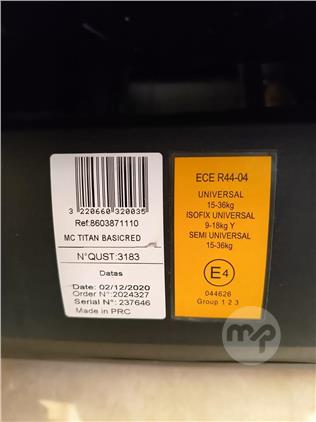 3 220660 320035
Ref:8603871110
MC TITAN BASICRED
N°QUST:3183
Datas
Date: 02/12/2020
Order N°:2024327
Serial N°: 237646
Made in PRC
ECE R44-04
UNIVERSAL
15-36kg
ISOFIX UNIVERSAL
9-18kg Y
SEMI UNIVERSAL
15-36kg
E4
044626
Group 1 2 3
mp